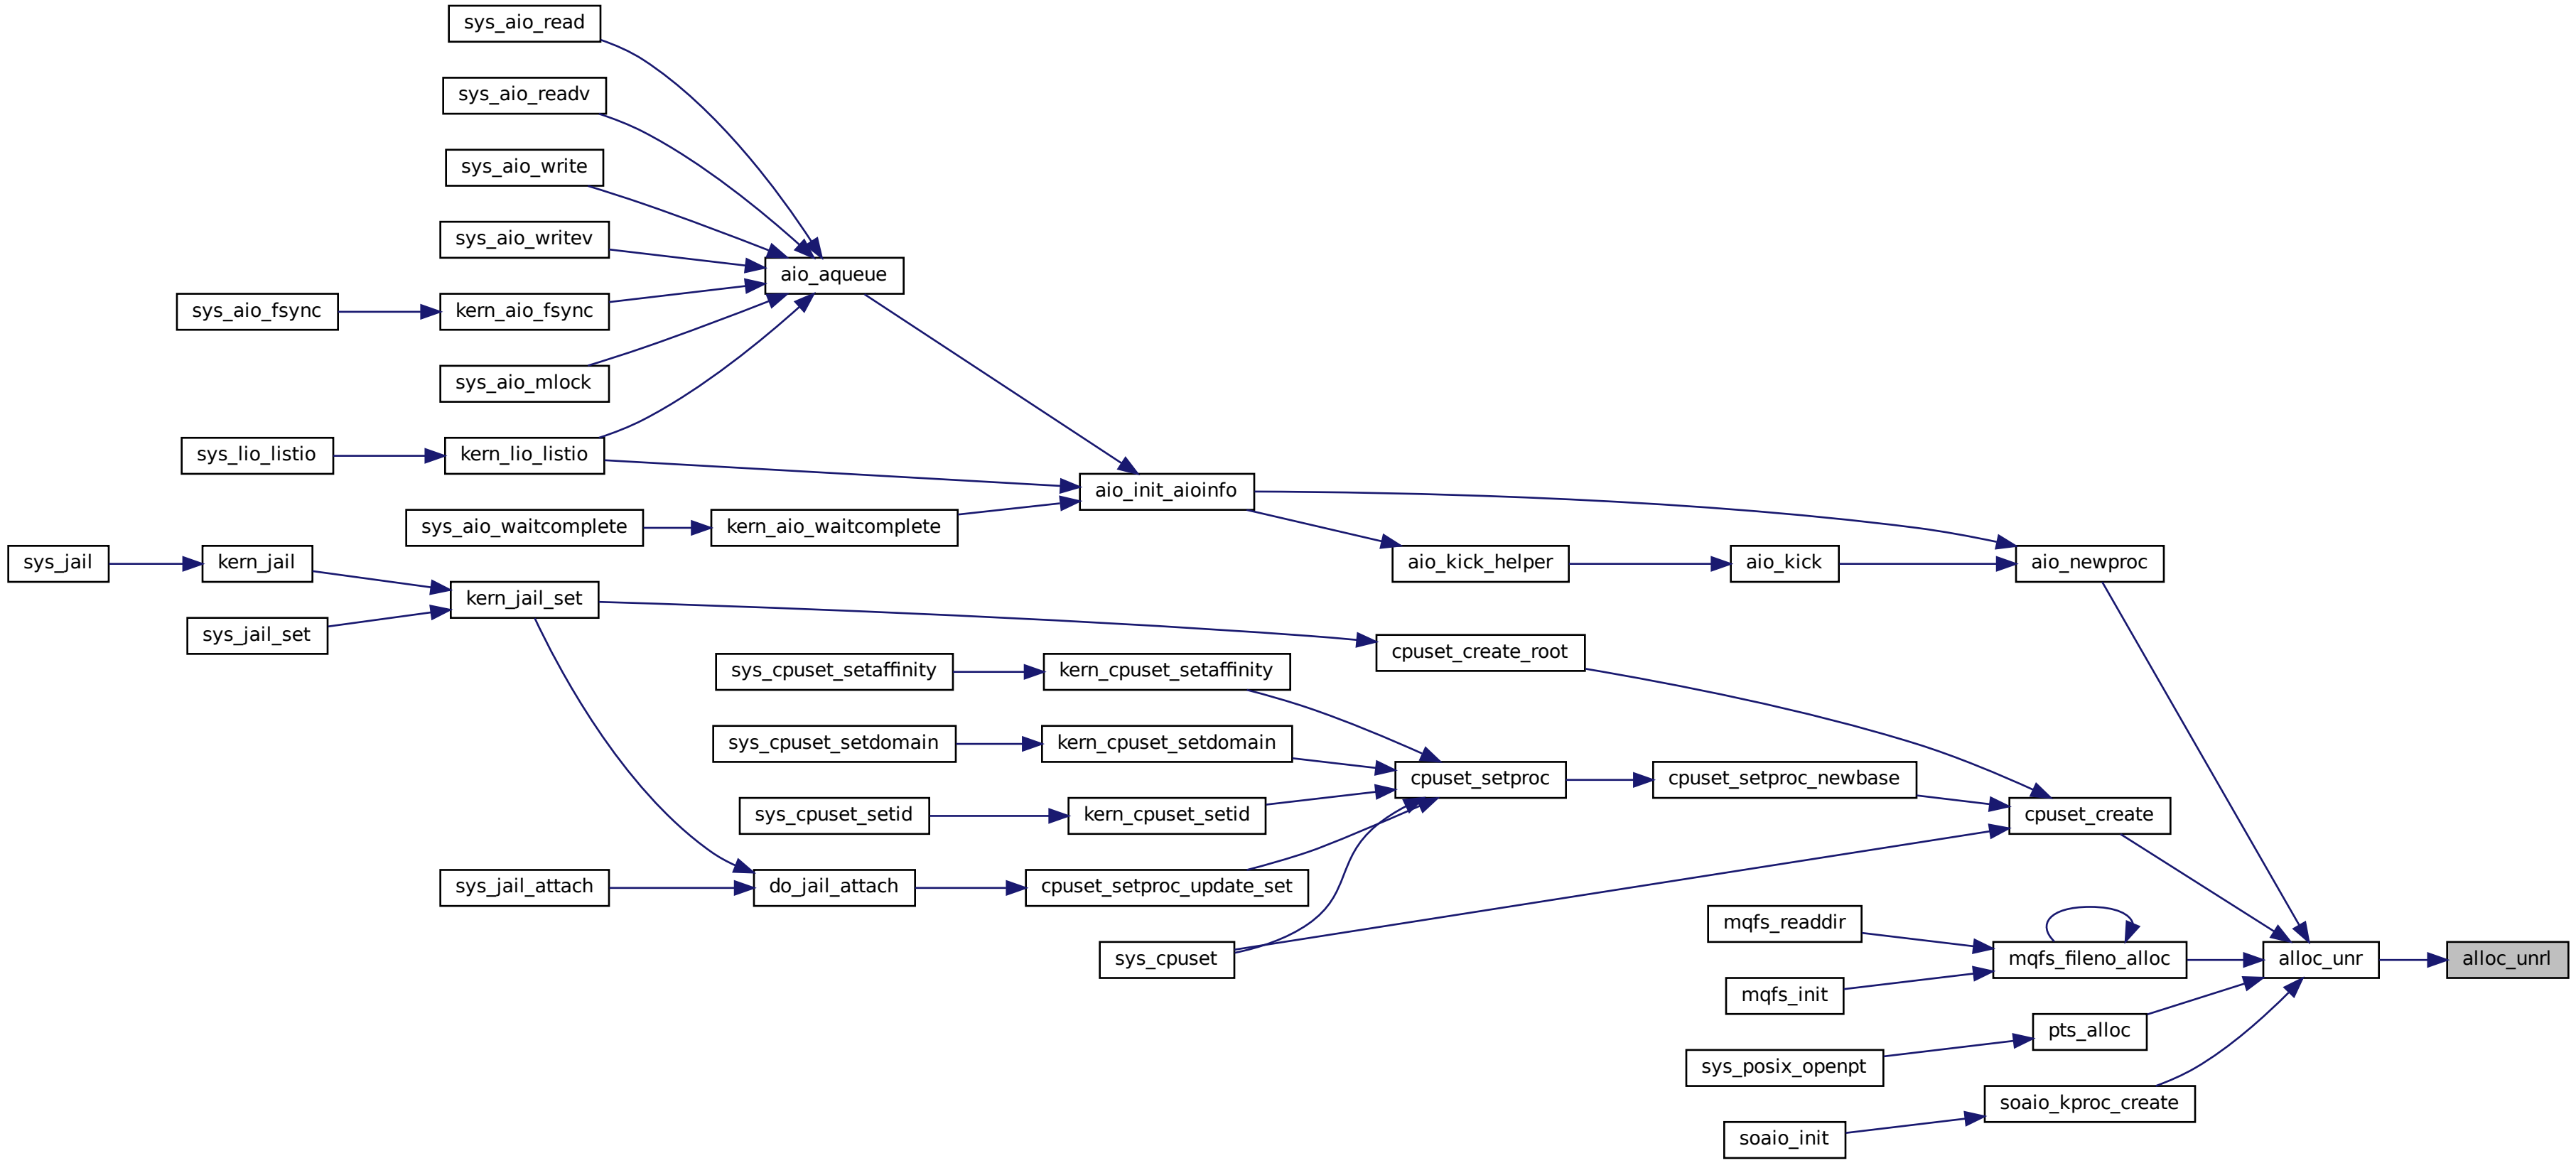 sys_aio_read
sys_aio_readv
sys_aio_write
sys_aio_writev
aio_aqueue
sys_aio_fsync
kern_aio_fsync
sys_aio_mlock
sys_lio_listio
kern_lio_listio
aio_init_aioinfo
sys_aio_waitcomplete
kern_aio_waitcomplete
sys_jail
kern_jail
aio_kick_helper
aio_kick
aio_newproc
kern_jail_set
sys_jail_set
cpuset_create_root
sys_cpuset_setaffinity
kern_cpuset_setaffinity
sys_cpuset_setdomain
kern_cpuset_setdomain
cpuset_setproc
cpuset_setproc_newbase
sys_cpuset_setid
kern_cpuset_setid
cpuset_create
sys_jail_attach
do_jail_attach
cpuset_setproc_update_set
mqfs_readdir
sys_cpuset
mqfs_fileno_alloc
alloc_unr
alloc_unrl
mqfs_init
pts_alloc
sys_posix_openpt
soaio_kproc_create
soaio_init